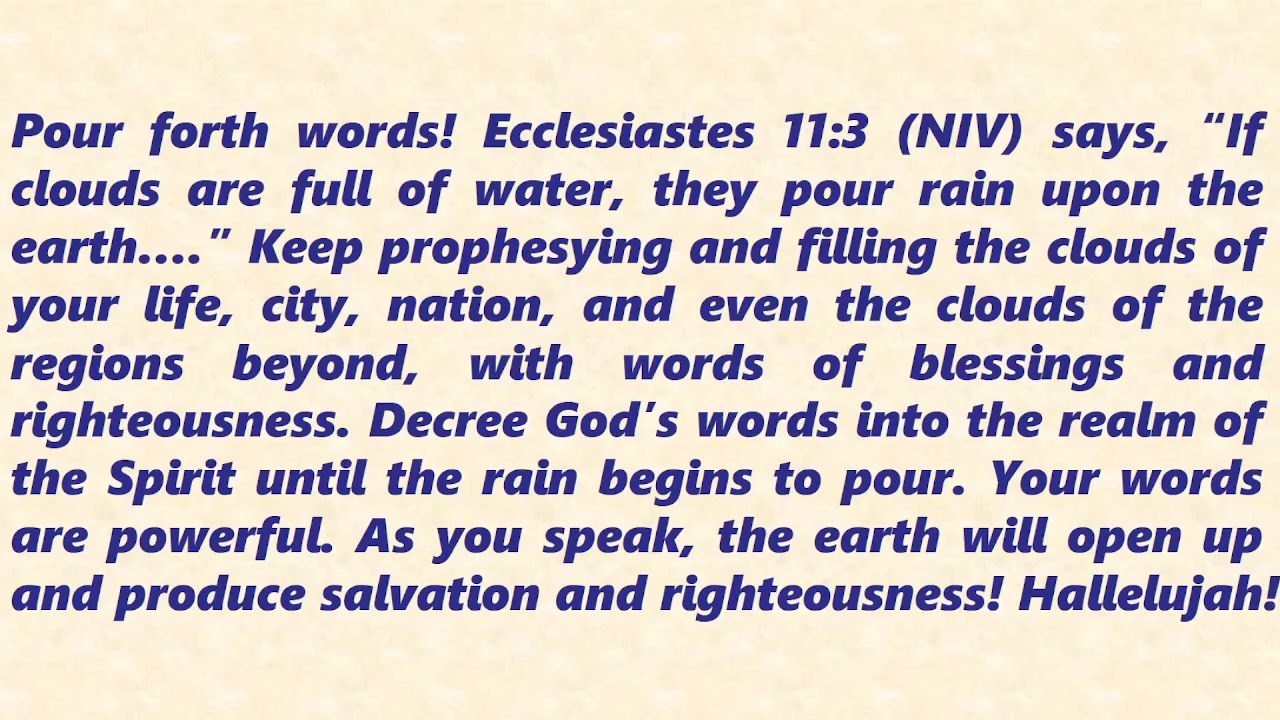 Pour forth words! Ecclesiastes 11:3 (NIV) says, “If
clouds are full of water, they pour rain upon the
earth....” Keep prophesying and filling the clouds of
your life, city, nation, and even the clouds of the
regions beyond, with words of blessings and
righteousness. Decree God’s words into the realm of
the Spirit until the rain begins to pour. Your words
are powerful. As you speak, the earth will open up
and produce salvation and righteousness! Hallelujah!